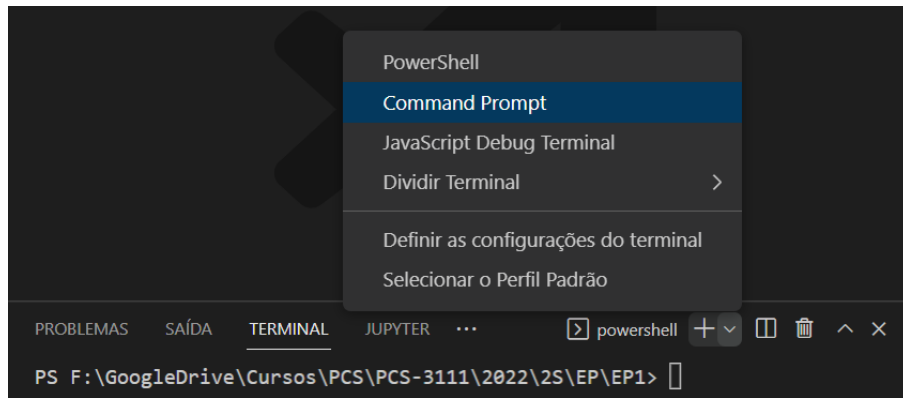 PowerShell
Command Prompt
JavaScript Debug Terminal
Dividir Terminal
Definir as configurações do terminal
Selecionar o Perfil Padrão
PROBLEMAS SAÍDA TERMINAL JUPYTER ··· powershell
PS F:\GoogleDrive\Cursos\PCS\PCS-3111\2022\2S\EP\EP1>